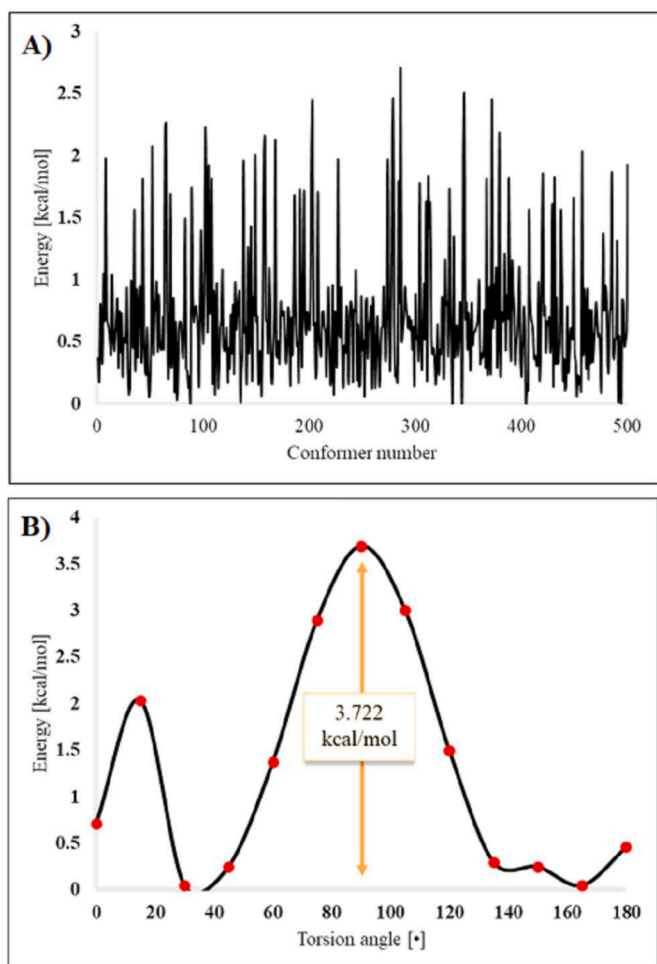 A)
3
2.5
2
1.5
1
0.5
0
Energy [kcal/mol]
0 100 200 300 400 500
Conformer number
B)
4
3.5
3
2.5
2
1.5
1
0.5
0
Energy [kcal/mol]
3.722
kcal/mol
0 20 40 60 80 100 120 140 160 180
Torsion angle [•]